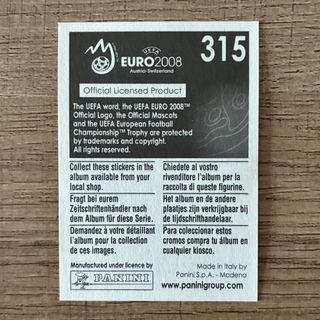 UEFA
EURO2008™
Austria-Switzerland
315
Official Licensed Product
The UEFA word, the UEFA EURO 2008™
Official Logo, the Official Mascots
and the UEFA European Football
Championship™ Trophy are protected
by trademarks and copyright.
All rights reserved.
Collect these stickers in the
album available from your
local shop.
Fragt bei eurem
Zeitschriftenhändler nach
dem Album für diese Serie.
Demandez à votre détaillant
l'album pour la collection
de ces images.
Chiedete al vostro
rivenditore l'album per la
raccolta di queste figurine.
Het album en de andere
plaatjes zijn verkrijgbaar bij
de tijdschrifthandelaar.
Para coleccionar estos
cromos compra tu álbum en
cualquier kiosco.
Manufactured under licence by
PANINI
Made in Italy by
Panini S.p.A. - Modena
www.paninigroup.com